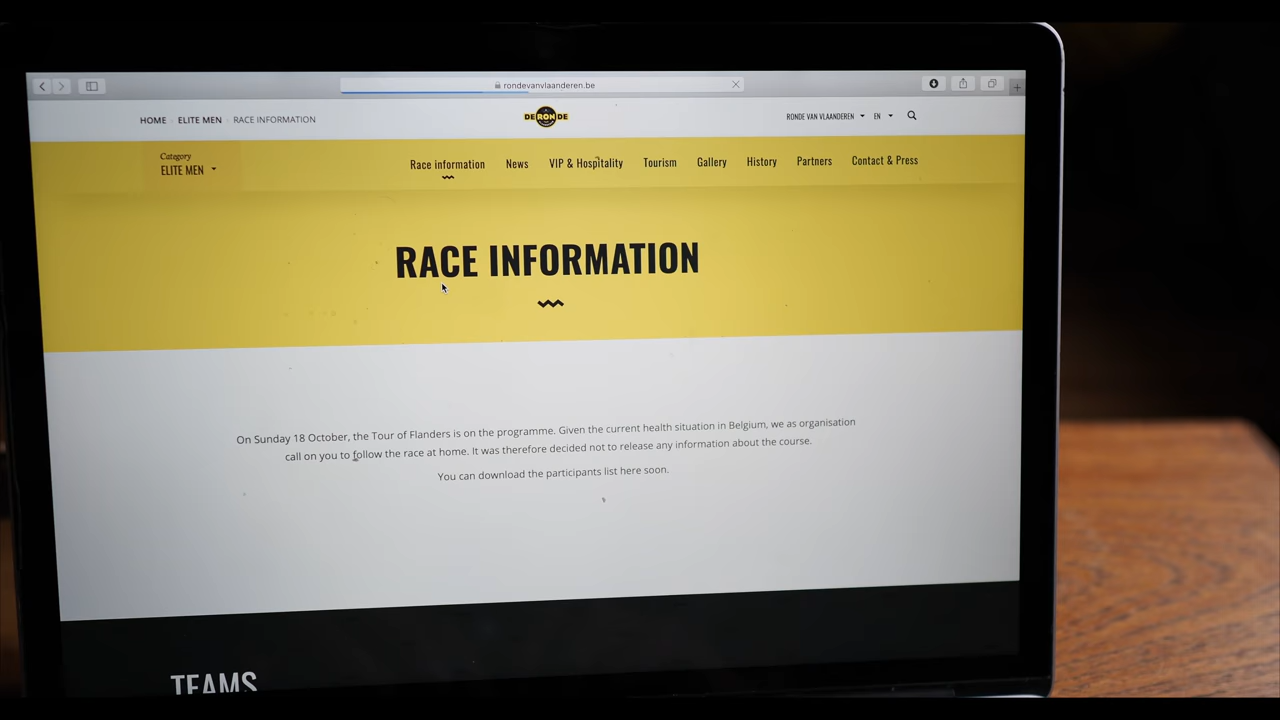 rondevanvlaanderen.be
HOME ELITE MEN RACE INFORMATION
DE RON DE
RONDE VAN VLAANDEREN EN
Category
ELITE MEN
Race information News VIP & Hospitality Tourism Gallery History Partners Contact & Press
RACE INFORMATION
On Sunday 18 October, the Tour of Flanders is on the programme. Given the current health situation in Belgium, we as organisation
call on you to follow the race at home. It was therefore decided not to release any information about the course.
You can download the participants list here soon.
TEAMS